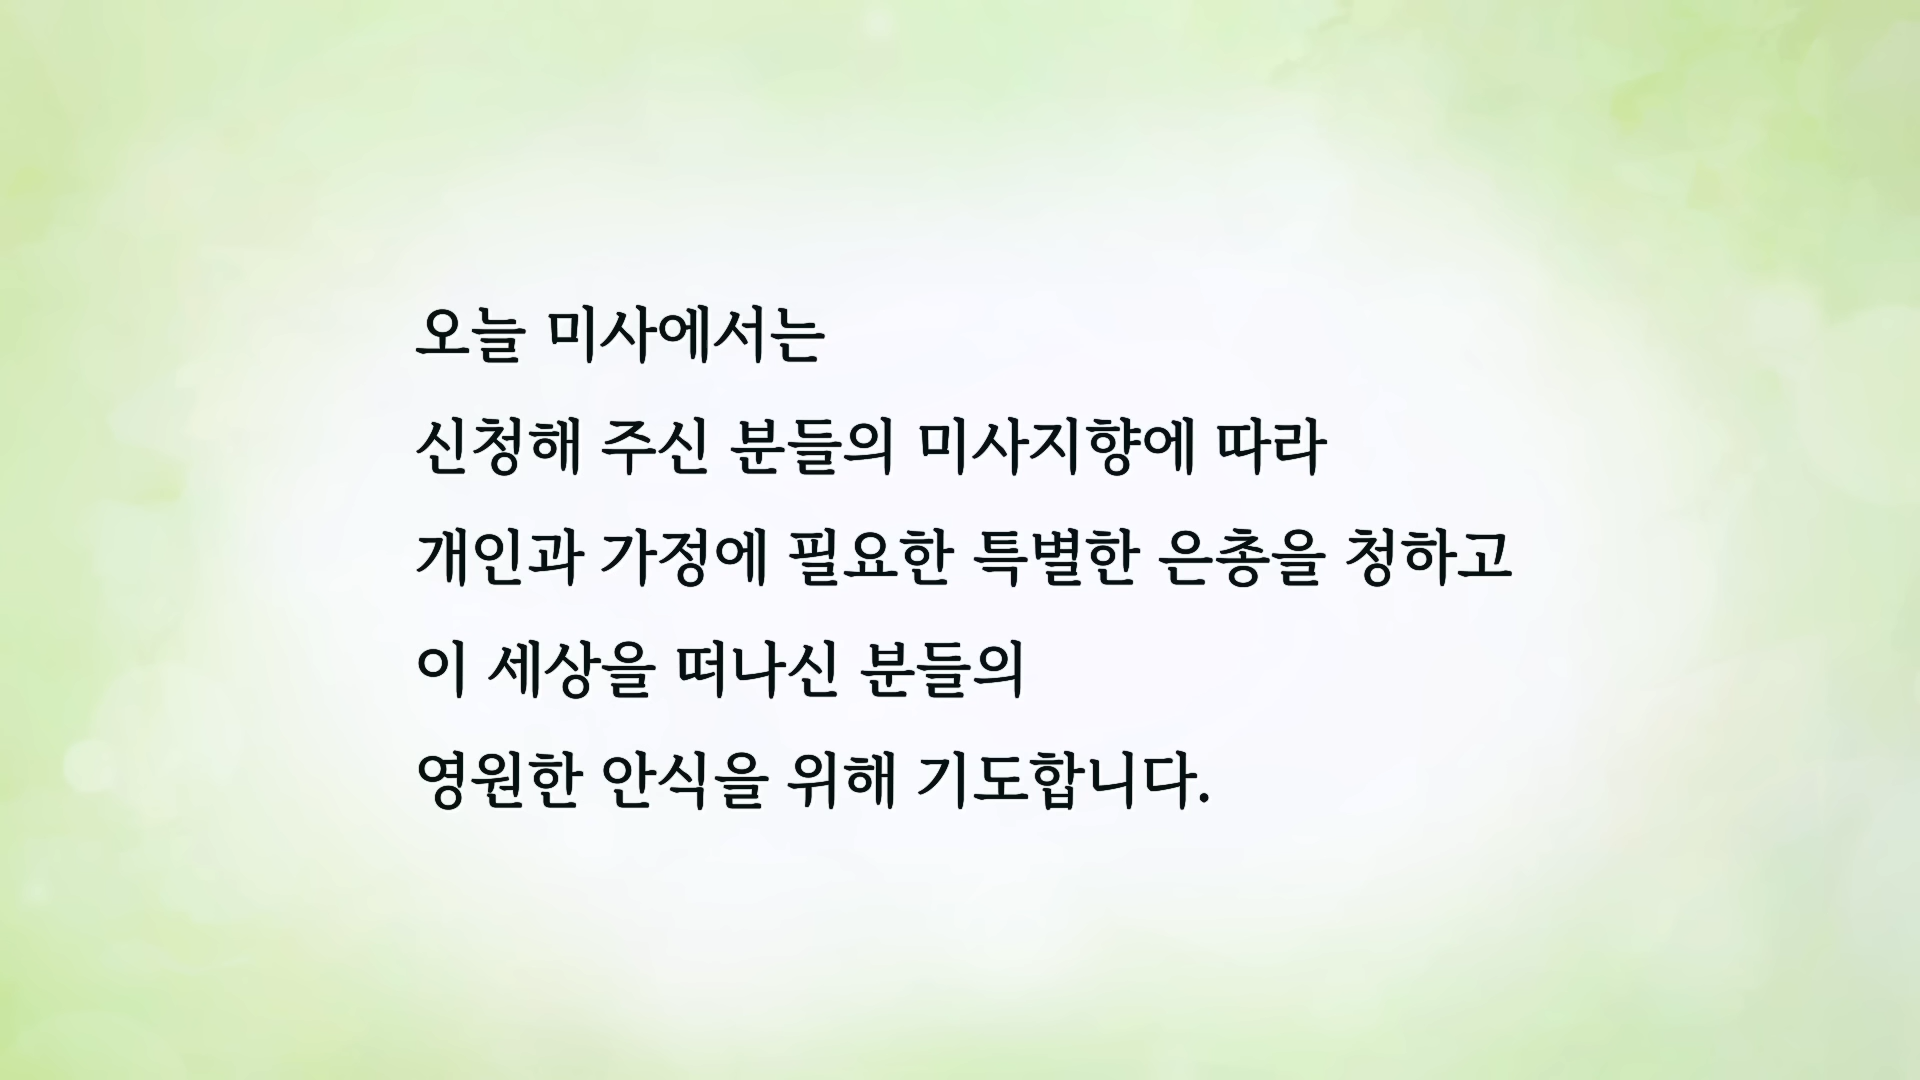 오늘 미사에서는
신청해 주신 분들의 미사지향에 따라
개인과 가정에 필요한 특별한 은총을 청하고
이 세상을 떠나신 분들의
영원한 안식을 위해 기도합니다.